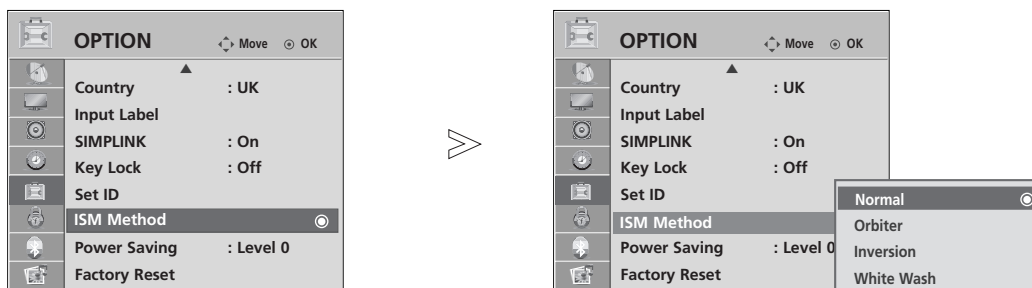 OPTION Move OK
Country : UK
Input Label
SIMPLINK : On
Key Lock : Off
Set ID
ISM Method
Power Saving : Level 0
Factory Reset
OPTION Move OK
Country : UK
Input Label
SIMPLINK : On
Key Lock : Off
Set ID
ISM Method
Power Saving : Level 0
Factory Reset
Normal
Orbiter
Inversion
White Wash